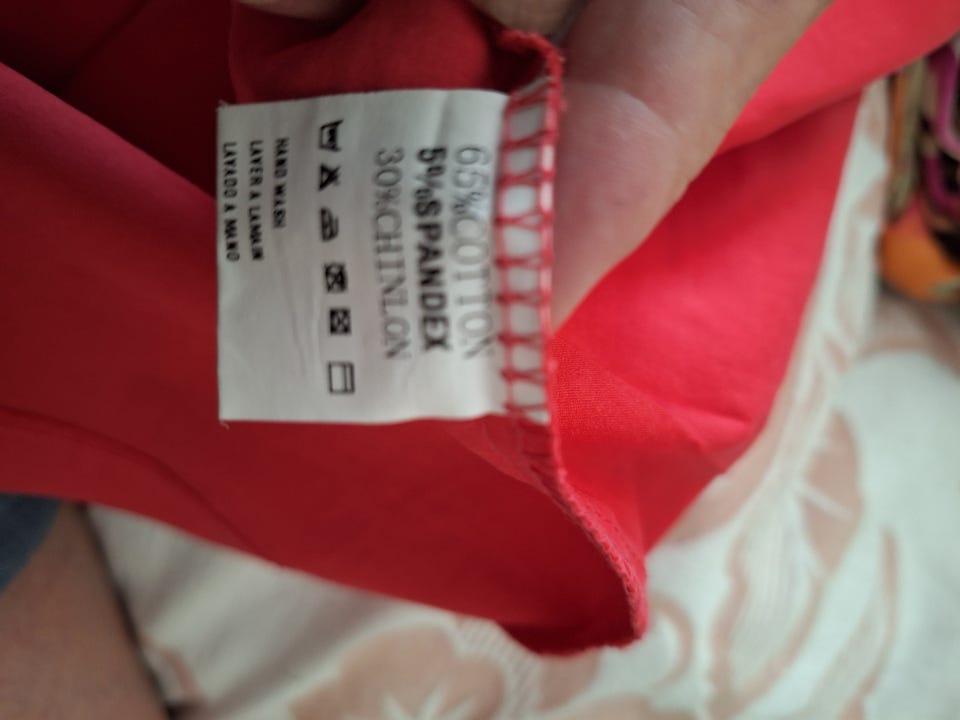 65%COTTON
5%SPANDEX
30%CHINLON
HAND WASH
LAVER A LAMAIN
LAVADO A MANO